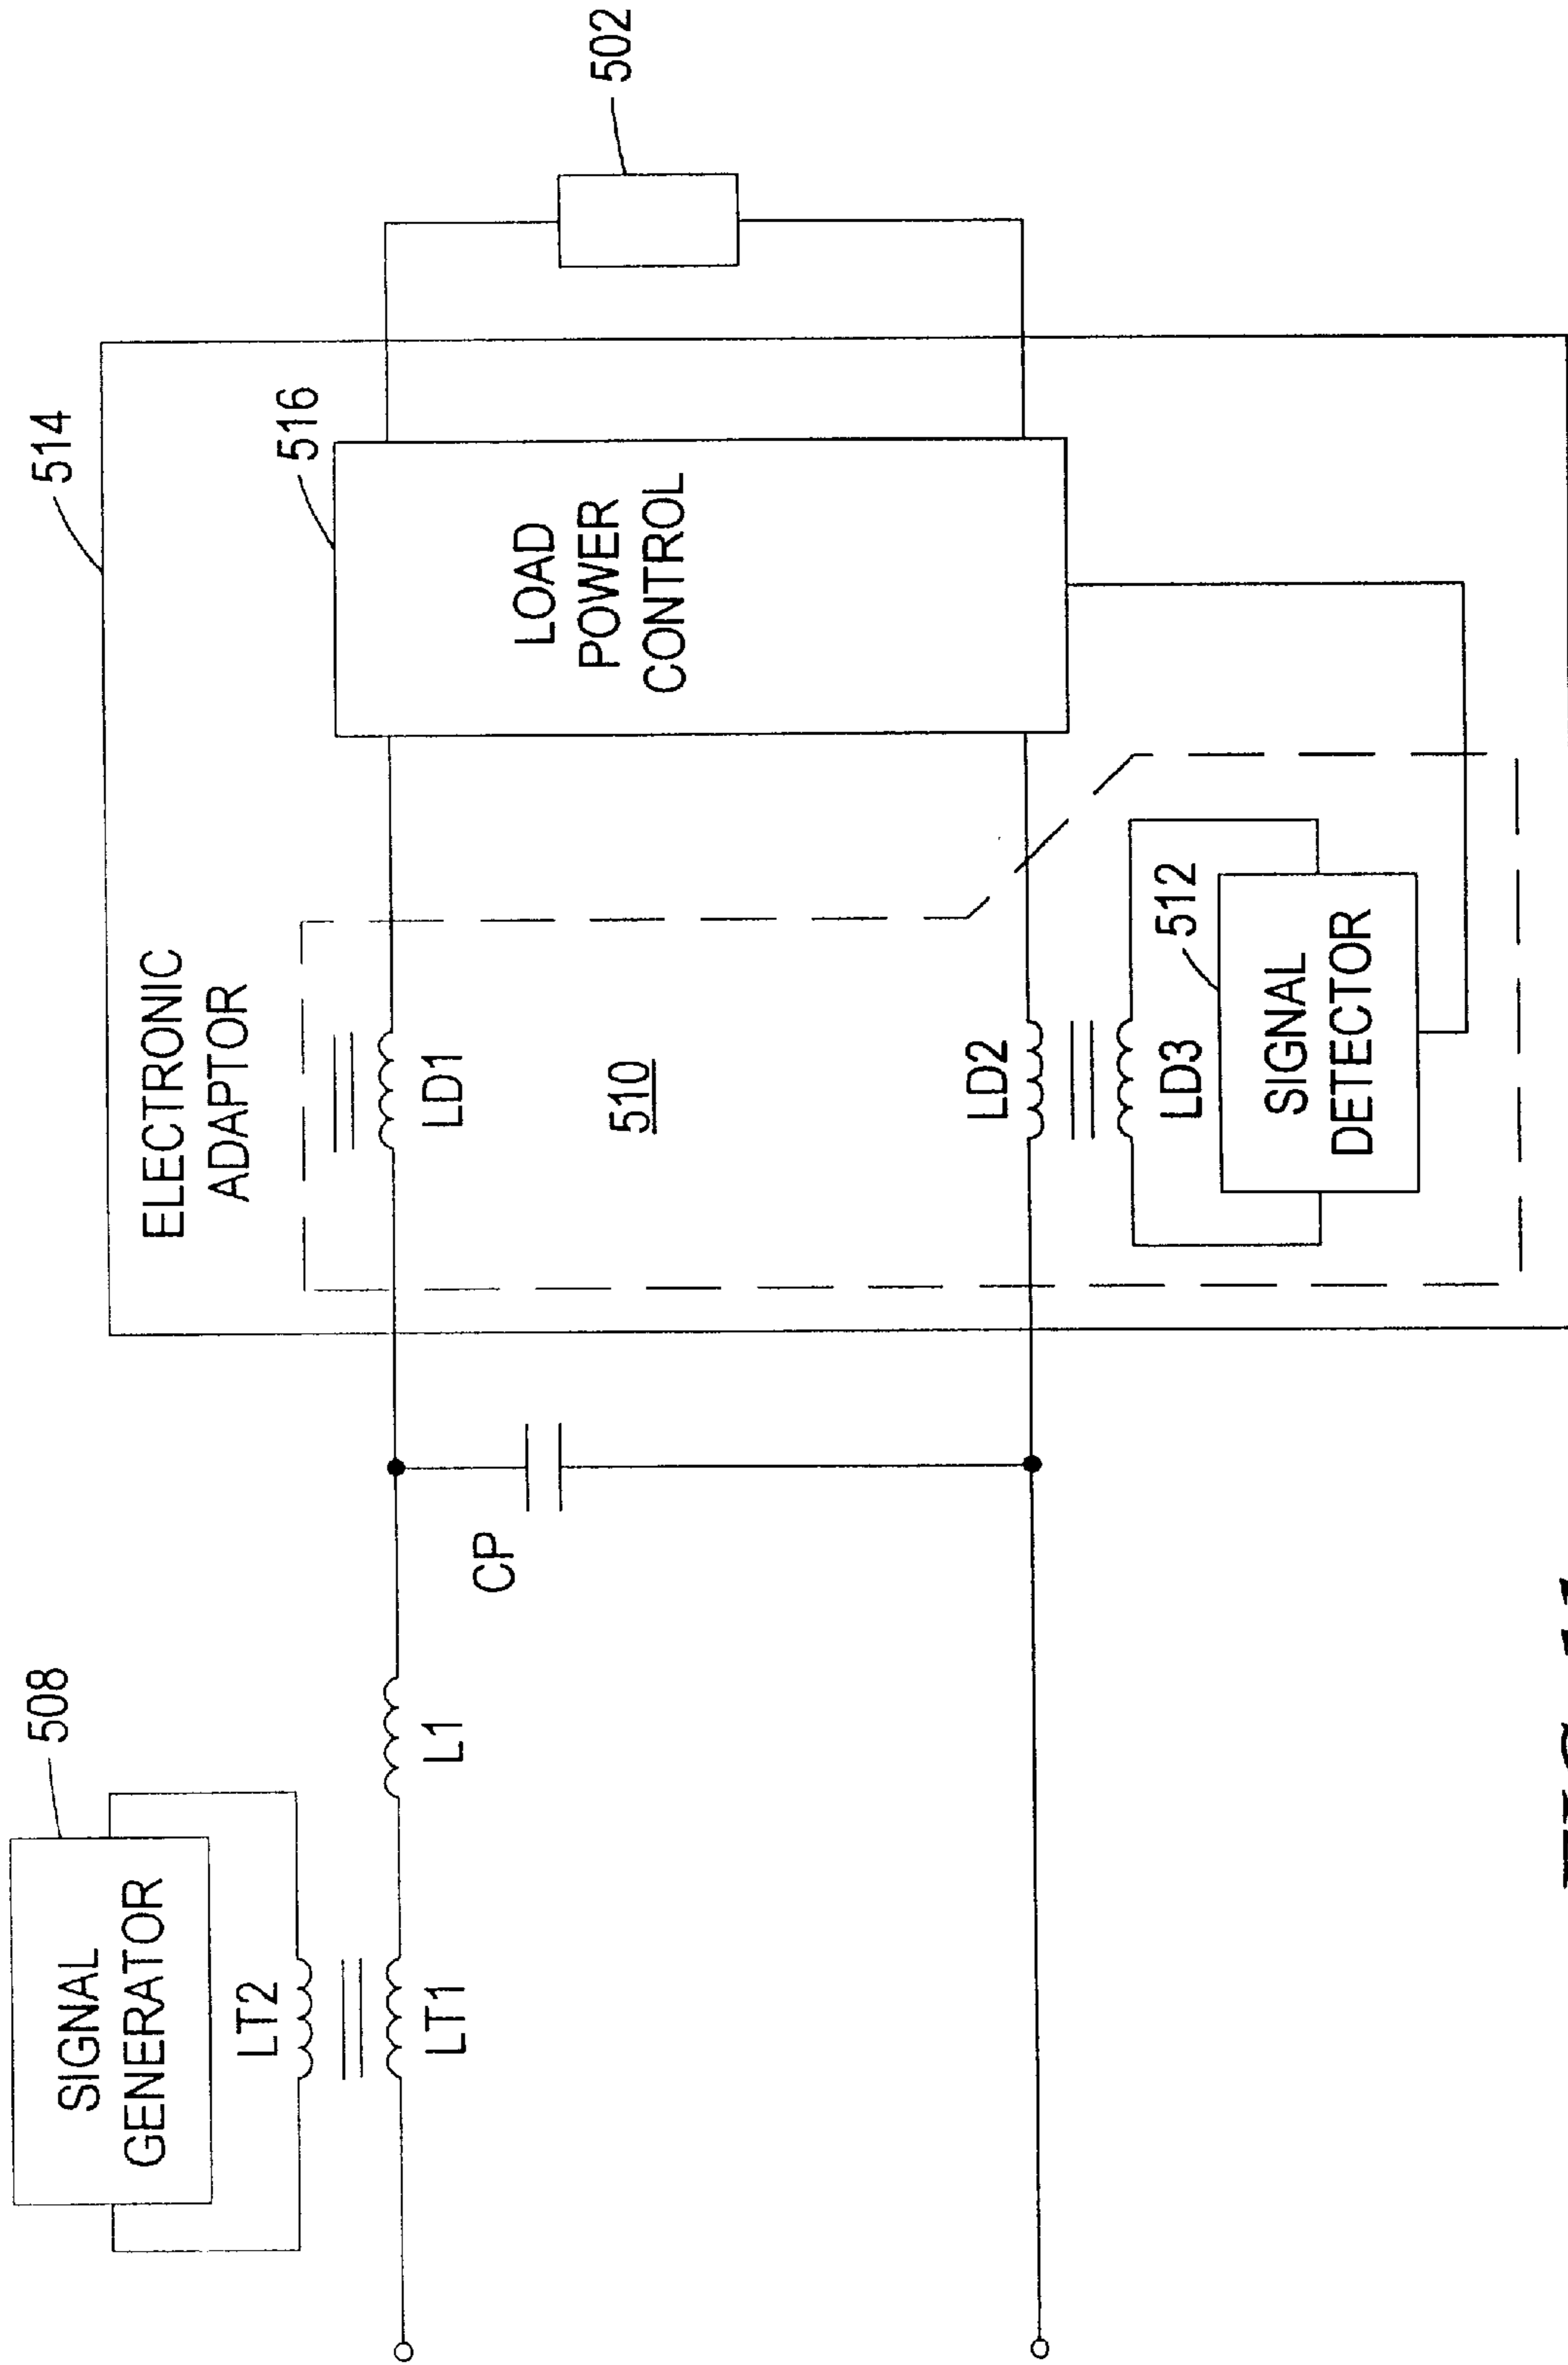 508
SIGNAL
GENERATOR
LT2
LT1
L1
CP
514
ELECTRONIC
ADAPTOR
516
LOAD
POWER
CONTROL
502
LD1
510
LD2
LD3
512
SIGNAL
DETECTOR